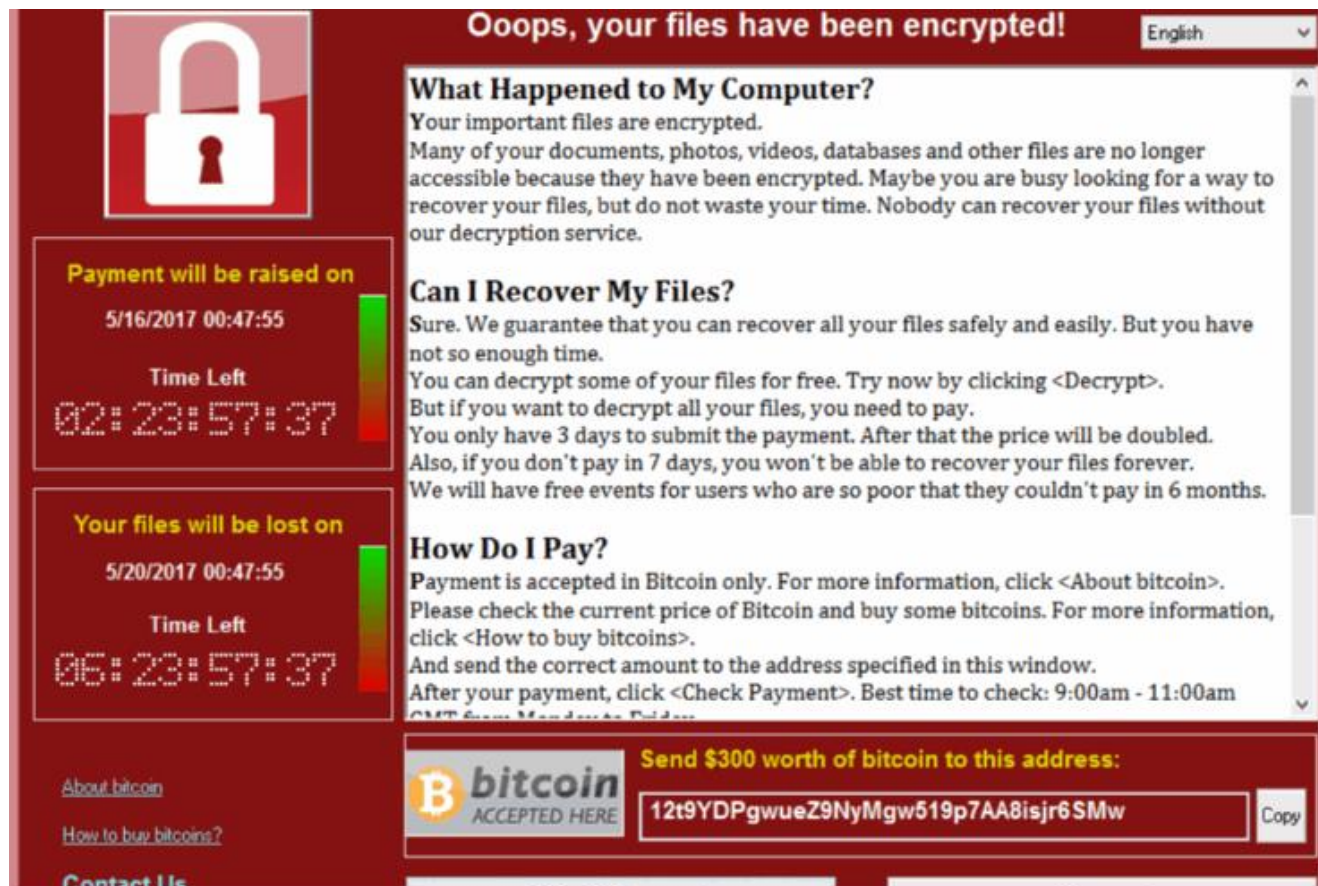 Ooops, your files have been encrypted!
English
What Happened to My Computer?
Your important files are encrypted.
Many of your documents, photos, videos, databases and other files are no longer
accessible because they have been encrypted. Maybe you are busy looking for a way to
recover your files, but do not waste your time. Nobody can recover your files without
our decryption service.
Can I Recover My Files?
Sure. We guarantee that you can recover all your files safely and easily. But you have
not so enough time.
You can decrypt some of your files for free. Try now by clicking <Decrypt>.
But if you want to decrypt all your files, you need to pay.
You only have 3 days to submit the payment. After that the price will be doubled.
Also, if you don't pay in 7 days, you won't be able to recover your files forever.
We will have free events for users who are so poor that they couldn't pay in 6 months.
How Do I Pay?
Payment is accepted in Bitcoin only. For more information, click <About bitcoin>.
Please check the current price of Bitcoin and buy some bitcoins. For more information,
click <How to buy bitcoins>.
And send the correct amount to the address specified in this window.
After your payment, click <Check Payment>. Best time to check: 9:00am - 11:00am
GMT from Monday to Friday
Payment will be raised on
5/16/2017 00:47:55
Time Left
02:23:57:37
Your files will be lost on
5/20/2017 00:47:55
Time Left
06:23:57:37
About bitcoin
How to buy bitcoins?
Contact Us
bitcoin
ACCEPTED HERE
Send $300 worth of bitcoin to this address:
12t9YDPgwueZ9NyMgw519p7AA8isjr6SMw
Copy